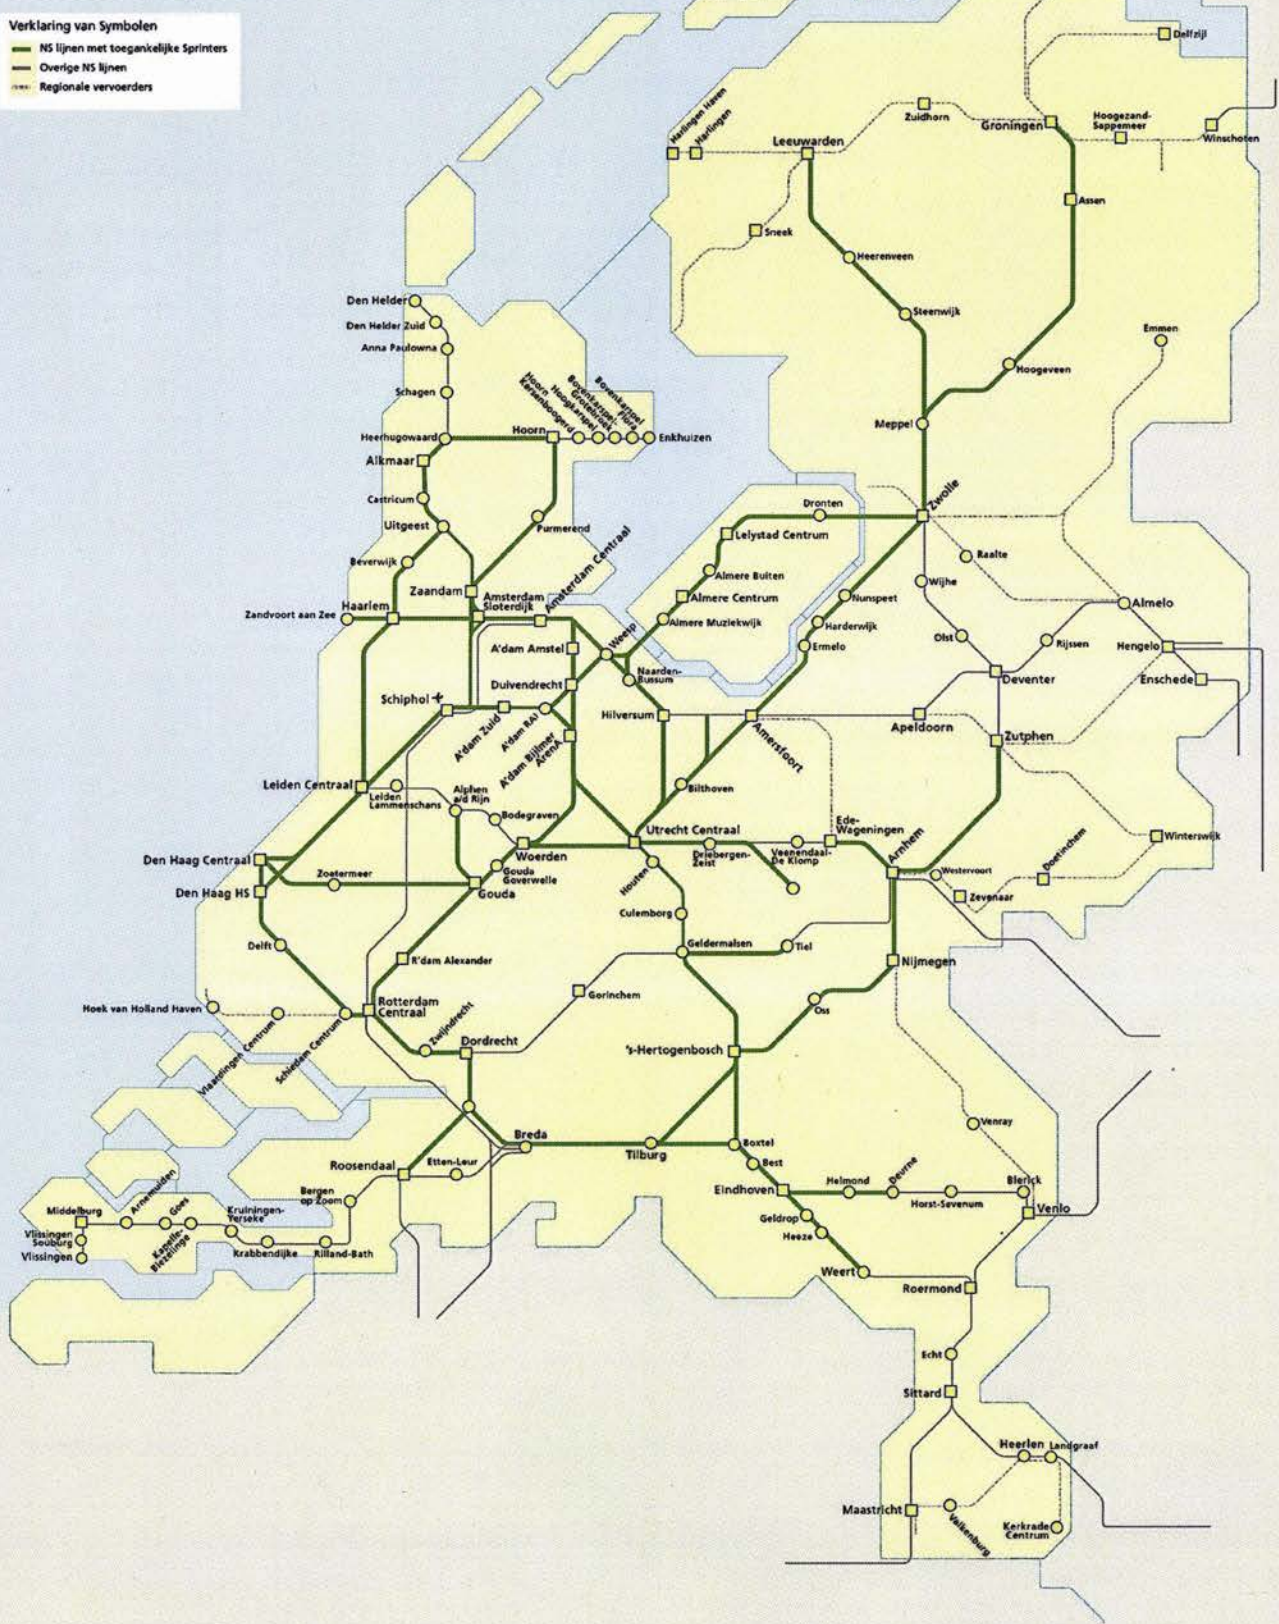 Verklaring van Symbolen
NS lijnen met toegankelijke Sprinters
Overige NS lijnen
Regionale vervoerders
Delfzijl
Harlingen Haven
Harlingen
Leeuwarden
Zuidhorn
Groningen
Hoogezand-
Sappemeer
Winschoten
Assen
Sneek
Heerenveen
Den Helder
Den Helder Zuid
Anna Paulowna
Steenwijk
Emmen
Hoogeveen
Schagen
Hoorn
Kersenboogerd
Hoogkarspel
Bovenkarspel
Grotebroek
Bovenkarspel
Flora
Meppel
Heerhugowaard
Hoorn
Enkhuizen
Alkmaar
Castricum
Uitgeest
Purmerend
Dronten
Zwolle
Lelystad Centrum
Beverwijk
Amsterdam Centraal
Raalte
Almere Buiten
Wijhe
Zaandam
Amsterdam
Sloterdijk
Almere Centrum
Nunspeet
Almelo
Zandvoort aan Zee
Haarlem
Almere Muziekwijk
Harderwijk
Weesp
Olst
Rijssen
A'dam Amstel
Ermelo
Hengelo
Duivendrecht
Naarden-
Bussum
Deventer
Enschede
Schiphol
A'dam Zuid
A'dam RAI
Hilversum
Amersfoort
Apeldoorn
Zutphen
A'dam Bijlmer
ArenA
Leiden Centraal
Leiden
Lammenschans
Alphen
a/d Rijn
Bilthoven
Bodegraven
Utrecht Centraal
Ede-
Wageningen
Winterswijk
Woerden
Driebergen-
Zeist
Veenendaal-
De Klomp
Arnhem
Doetinchem
Den Haag Centraal
Gouda
Goverwelle
Houten
Westervoort
Zoetermeer
Den Haag HS
Gouda
Zevenaar
Culemborg
Delft
Geldermalsen
Tiel
R'dam Alexander
Nijmegen
Gorinchem
Hoek van Holland Haven
Rotterdam
Centraal
Oss
Vlaardingen Centrum
Schiedam Centrum
Zwijndrecht
Dordrecht
's-Hertogenbosch
Venray
Breda
Tilburg
Boxtel
Roosendaal
Etten-Leur
Best
Helmond
Deurne
Blerick
Eindhoven
Horst-Sevenum
Venlo
Bergen
op Zoom
Middelburg
Arnemuiden
Goes
Kruiningen-
Yerseke
Geldrop
Vlissingen
Souburg
Kapelle-
Biezelinge
Heeze
Vlissingen
Krabbendijke
Rilland-Bath
Weert
Roermond
Echt
Sittard
Heerlen
Landgraaf
Maastricht
Valkenburg
Kerkrade
Centrum